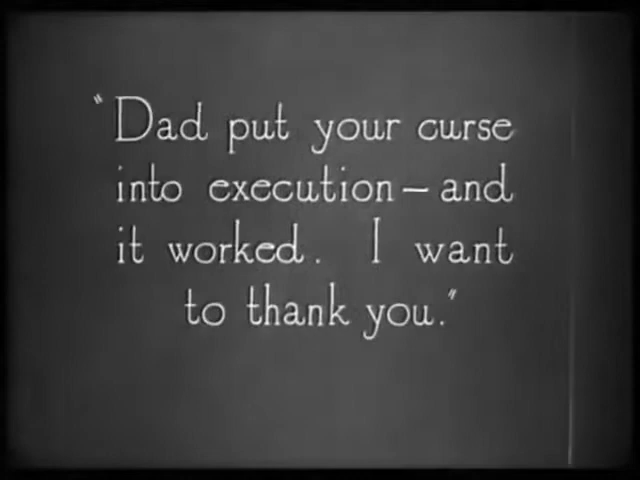 "Dad put your curse
into execution — and
it worked. I want
to thank you."